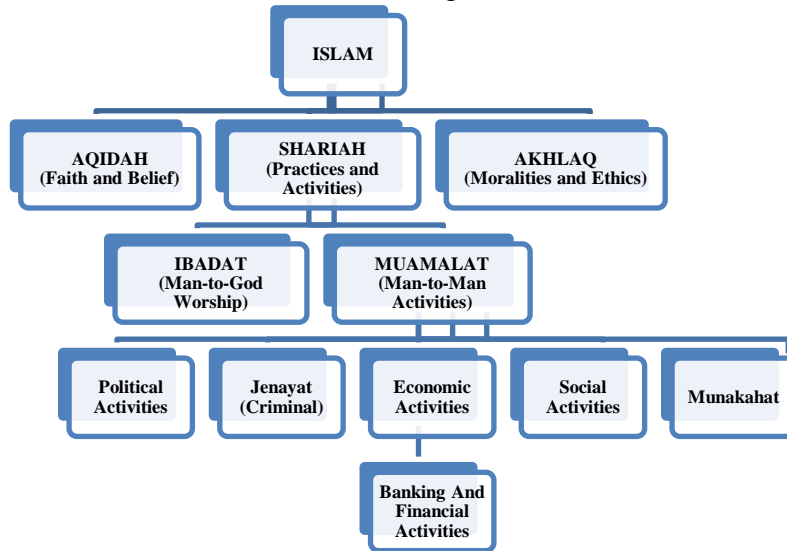 ISLAM
AQIDAH
(Faith and Belief)
SHARIAH
(Practices and
Activities)
AKHLAQ
(Moralities and Ethics)
IBADAT
(Man-to-God
Worship)
MUAMALAT
(Man-to-Man
Activities)
Political
Activities
Jenayat
(Criminal)
Economic
Activities
Social
Activities
Munakahat
Banking And
Financial
Activities